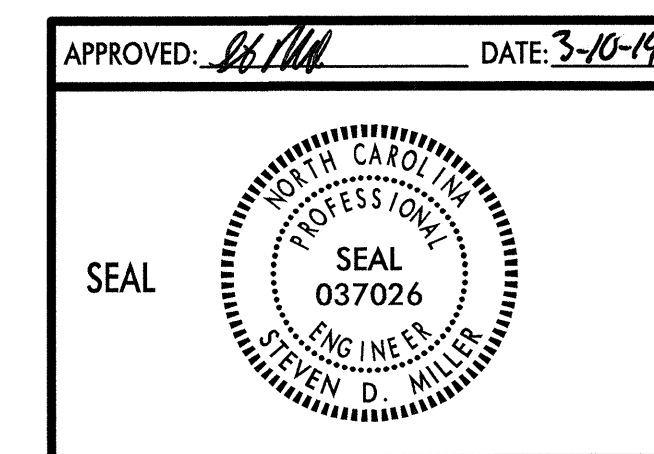 APPROVED: DATE: 3-10-14
SEAL
NORTH CAROLINA
PROFESSIONAL
SEAL
037026
ENGINEER
STEVEN D. MILLER